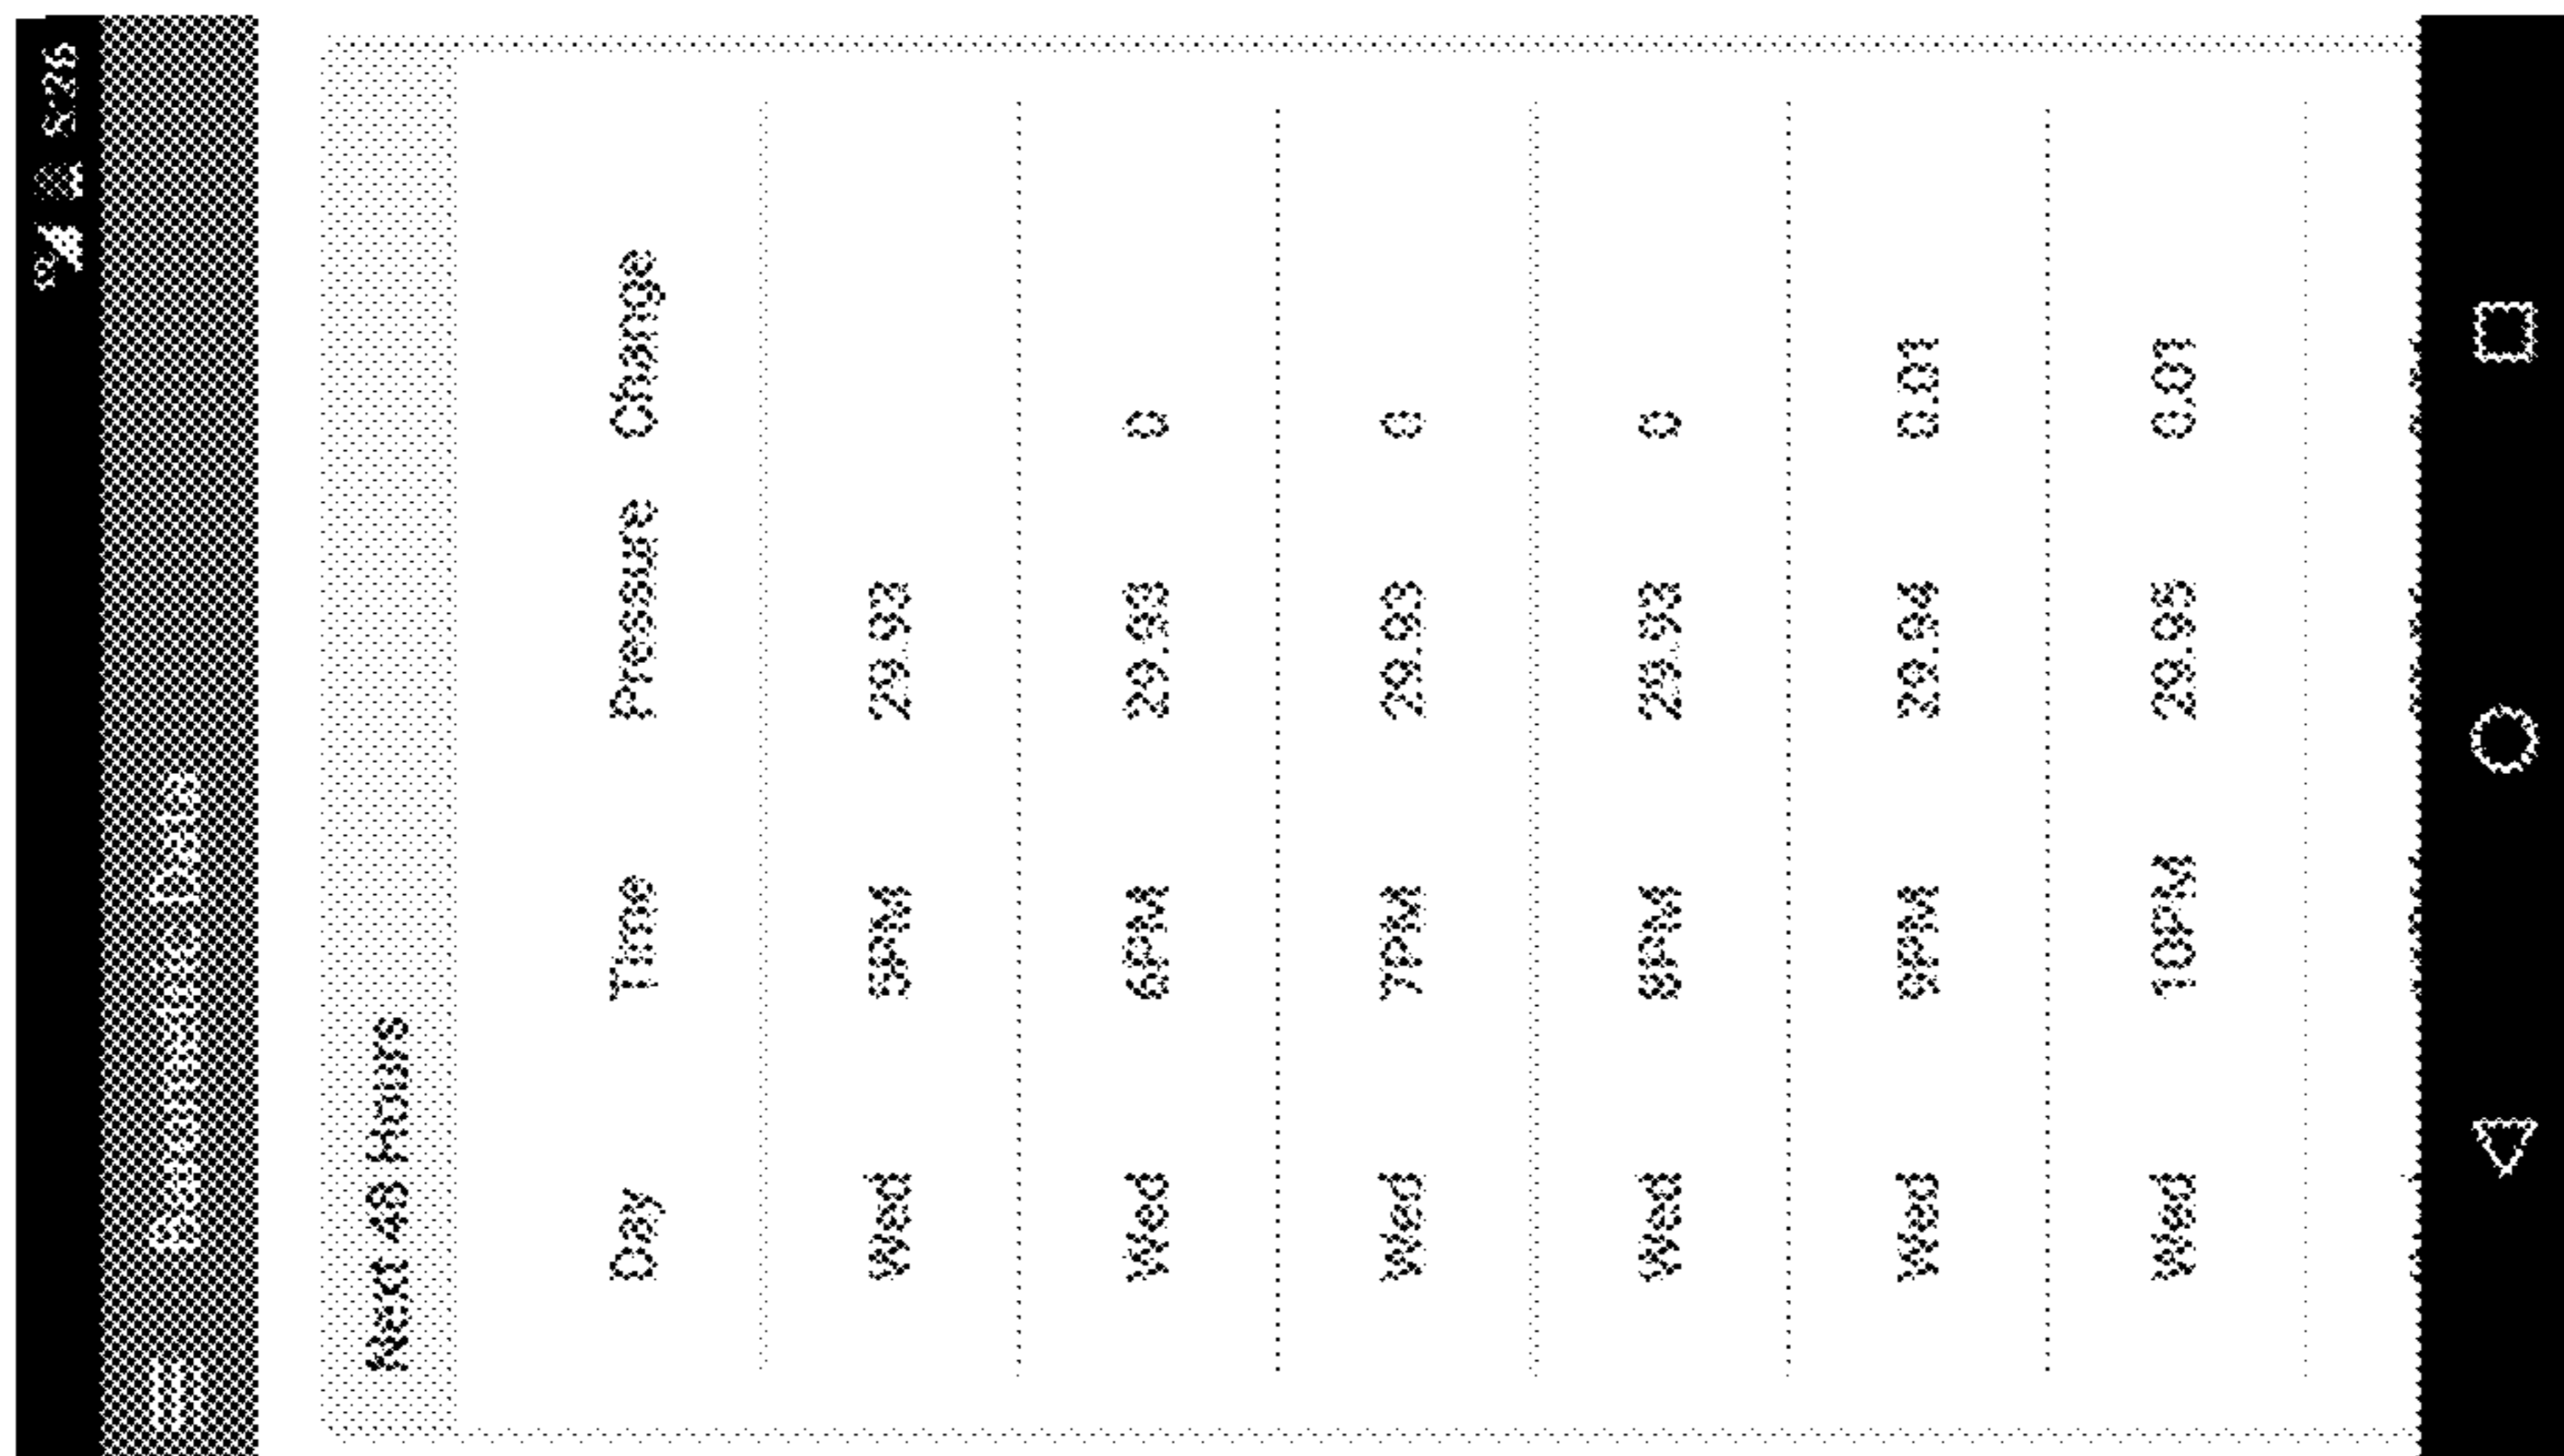 5:26
Barometric Data
Next 48 Hours
Day Time Pressure Change
Wed 5PM 29.93
Wed 6PM 29.93 0
Wed 7PM 29.93 0
Wed 8PM 29.93 0
Wed 9PM 29.94 0.01
Wed 10PM 29.95 0.01